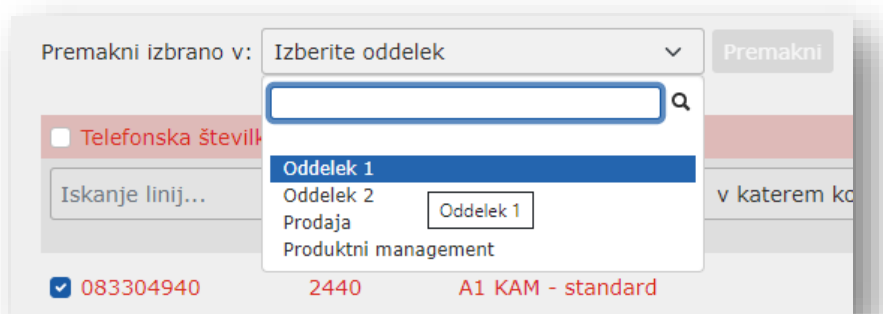 Premakni izbrano v: Izberite oddelek Premakni
Telefonska številk
Oddelek 1
Iskanje linij... Oddelek 2 v katerem ko
Oddelek 1
Prodaja
Produktni management
083304940 2440 A1 KAM - standard